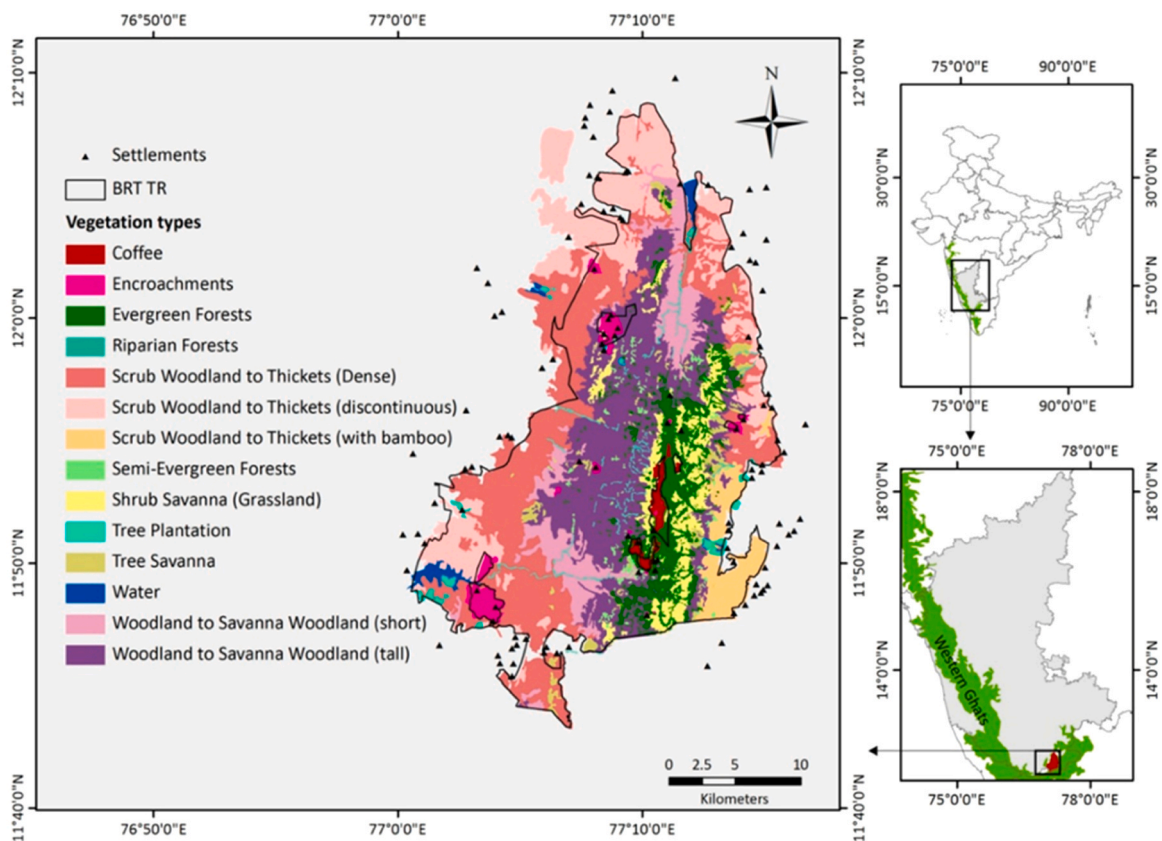 76°50'0"E
77°0'0"E
77°10'0"E
12°10'0"N
12°0'0"N
11°50'0"N
11°40'0"N
N
Settlements
BRT TR
Vegetation types
Coffee
Encroachments
Evergreen Forests
Riparian Forests
Scrub Woodland to Thickets (Dense)
Scrub Woodland to Thickets (discontinuous)
Scrub Woodland to Thickets (with bamboo)
Semi-Evergreen Forests
Shrub Savanna (Grassland)
Tree Plantation
Tree Savanna
Water
Woodland to Savanna Woodland (short)
Woodland to Savanna Woodland (tall)
0 2.5 5 10
Kilometers
12°10'0"N
12°0'0"N
11°50'0"N
11°40'0"N
76°50'0"E
77°0'0"E
77°10'0"E
75°0'0"E
90°0'0"E
30°0'0"N
15°0'0"N
30°0'0"N
15°0'0"N
75°0'0"E
90°0'0"E
75°0'0"E
78°0'0"E
18°0'0"N
14°0'0"N
Western Ghats
18°0'0"N
14°0'0"N
75°0'0"E
78°0'0"E